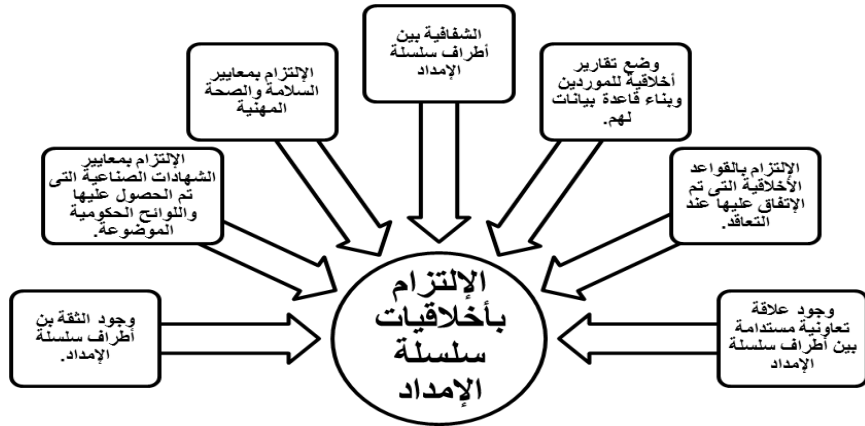 الشفافية بين
أطراف سلسلة
الإمداد
وضع تقارير
أخلاقية للموردين
وبناء قاعدة بيانات
لهم.
الإلتزام بمعايير
السلامة والصحة
المهنية
الإلتزام بالقواعد
الأخلاقية التى تم
الإتفاق عليها عند
التعاقد.
الإلتزام بمعايير
الشهادات الصناعية التى
تم الحصول عليها
واللوائح الحكومية
الموضوعة.
وجود علاقة
تعاونية مستدامة
بين أطراف سلسلة
الإمداد
وجود الثقة بن
أطراف سلسلة
الإمداد.
الإلتزام
بأخلاقيات
سلسلة
الإمداد